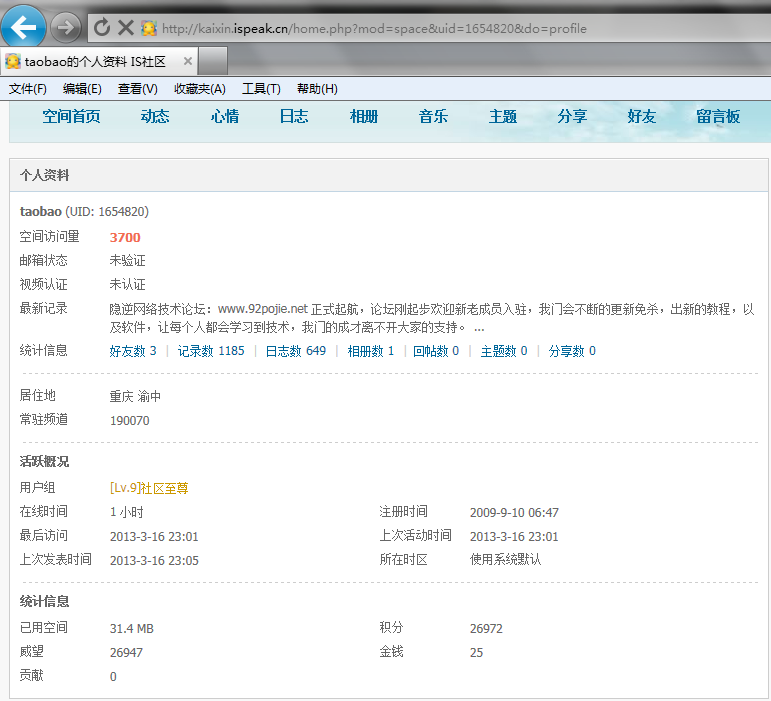 http://kaixin.ispeak.cn/home.php?mod=space&uid=1654820&do=profile
taobao的个人资料 IS社区
文件(F) 编辑(E) 查看(V) 收藏夹(A) 工具(T) 帮助(H)
空间首页 动态 心情 日志 相册 音乐 主题 分享 好友 留言板
个人资料
taobao (UID: 1654820)
空间访问量 3700
邮箱状态 未验证
视频认证 未认证
最新记录 隐逆网络技术论坛：www.92pojie.net 正式起航，论坛刚起步欢迎新老成员入驻，我们会不断的更新免杀，出新的教程，以
及软件，让每个人都会学习到技术，我们的成才离不开大家的支持。 ...
统计信息 好友数 3 | 记录数 1185 | 日志数 649 | 相册数 1 | 回帖数 0 | 主题数 0 | 分享数 0
居住地 重庆 渝中
常驻频道 190070
活跃概况
用户组 [Lv.9]社区至尊
在线时间 1 小时 注册时间 2009-9-10 06:47
最后访问 2013-3-16 23:01 上次活动时间 2013-3-16 23:01
上次发表时间 2013-3-16 23:05 所在时区 使用系统默认
统计信息
已用空间 31.4 MB 积分 26972
威望 26947 金钱 25
贡献 0